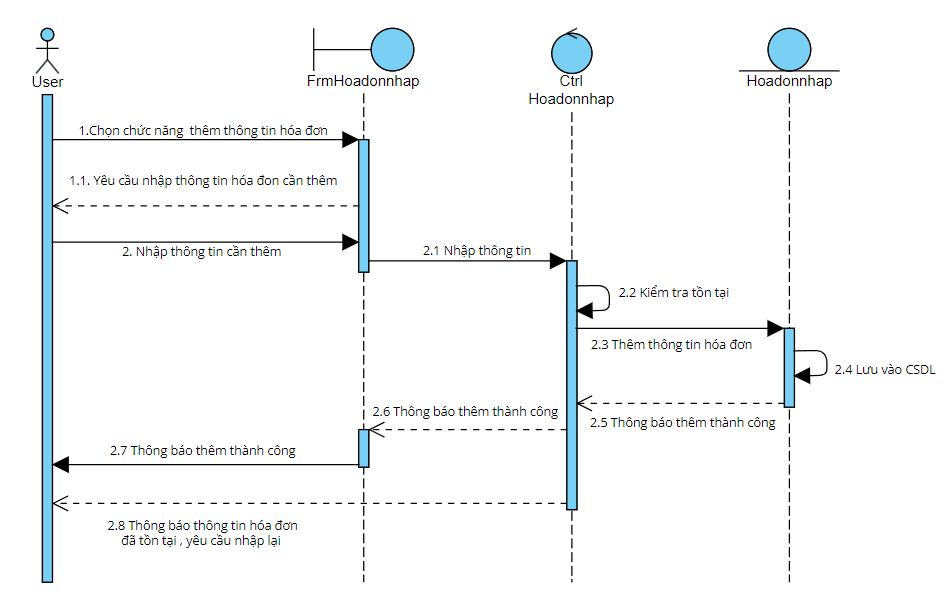 User
FrmHoadonnhap
Ctrl
Hoadonnhap
Hoadonnhap
1.Chọn chức năng thêm thông tin hóa đơn
1.1. Yêu cầu nhập thông tin hóa đon cần thêm
2. Nhập thông tin cần thêm
2.1 Nhập thông tin
2.2 Kiểm tra tồn tại
2.3 Thêm thông tin hóa đơn
2.4 Lưu vào CSDL
2.5 Thông báo thêm thành công
2.6 Thông báo thêm thành công
2.7 Thông báo thêm thành công
2.8 Thông báo thông tin hóa đơn
đã tồn tại , yêu cầu nhập lại